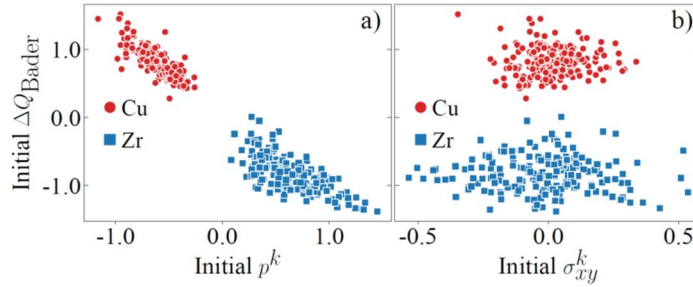 a)
b)
1.0
0.0
-1.0
Initial ΔQ_Bader
Cu
Zr
Cu
Zr
-1.0 0.0 1.0
-0.5 0.0 0.5
Initial p^k
Initial σ^k_xy